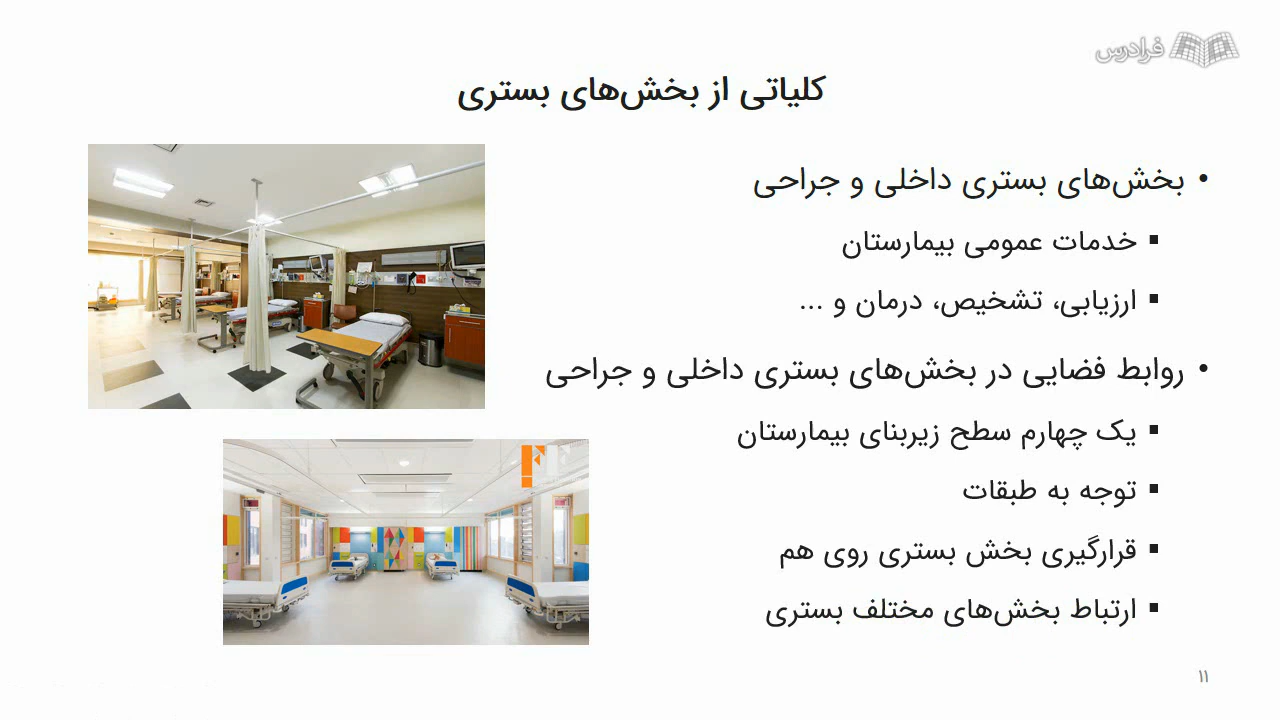 فرادرس
کلیاتی از بخش‌های بستری
• بخش‌های بستری داخلی و جراحی
▪ خدمات عمومی بیمارستان
▪ ارزیابی، تشخیص، درمان و ...
• روابط فضایی در بخش‌های بستری داخلی و جراحی
▪ یک چهارم سطح زیربنای بیمارستان
▪ توجه به طبقات
▪ قرارگیری بخش بستری روی هم
▪ ارتباط بخش‌های مختلف بستری
۱۱